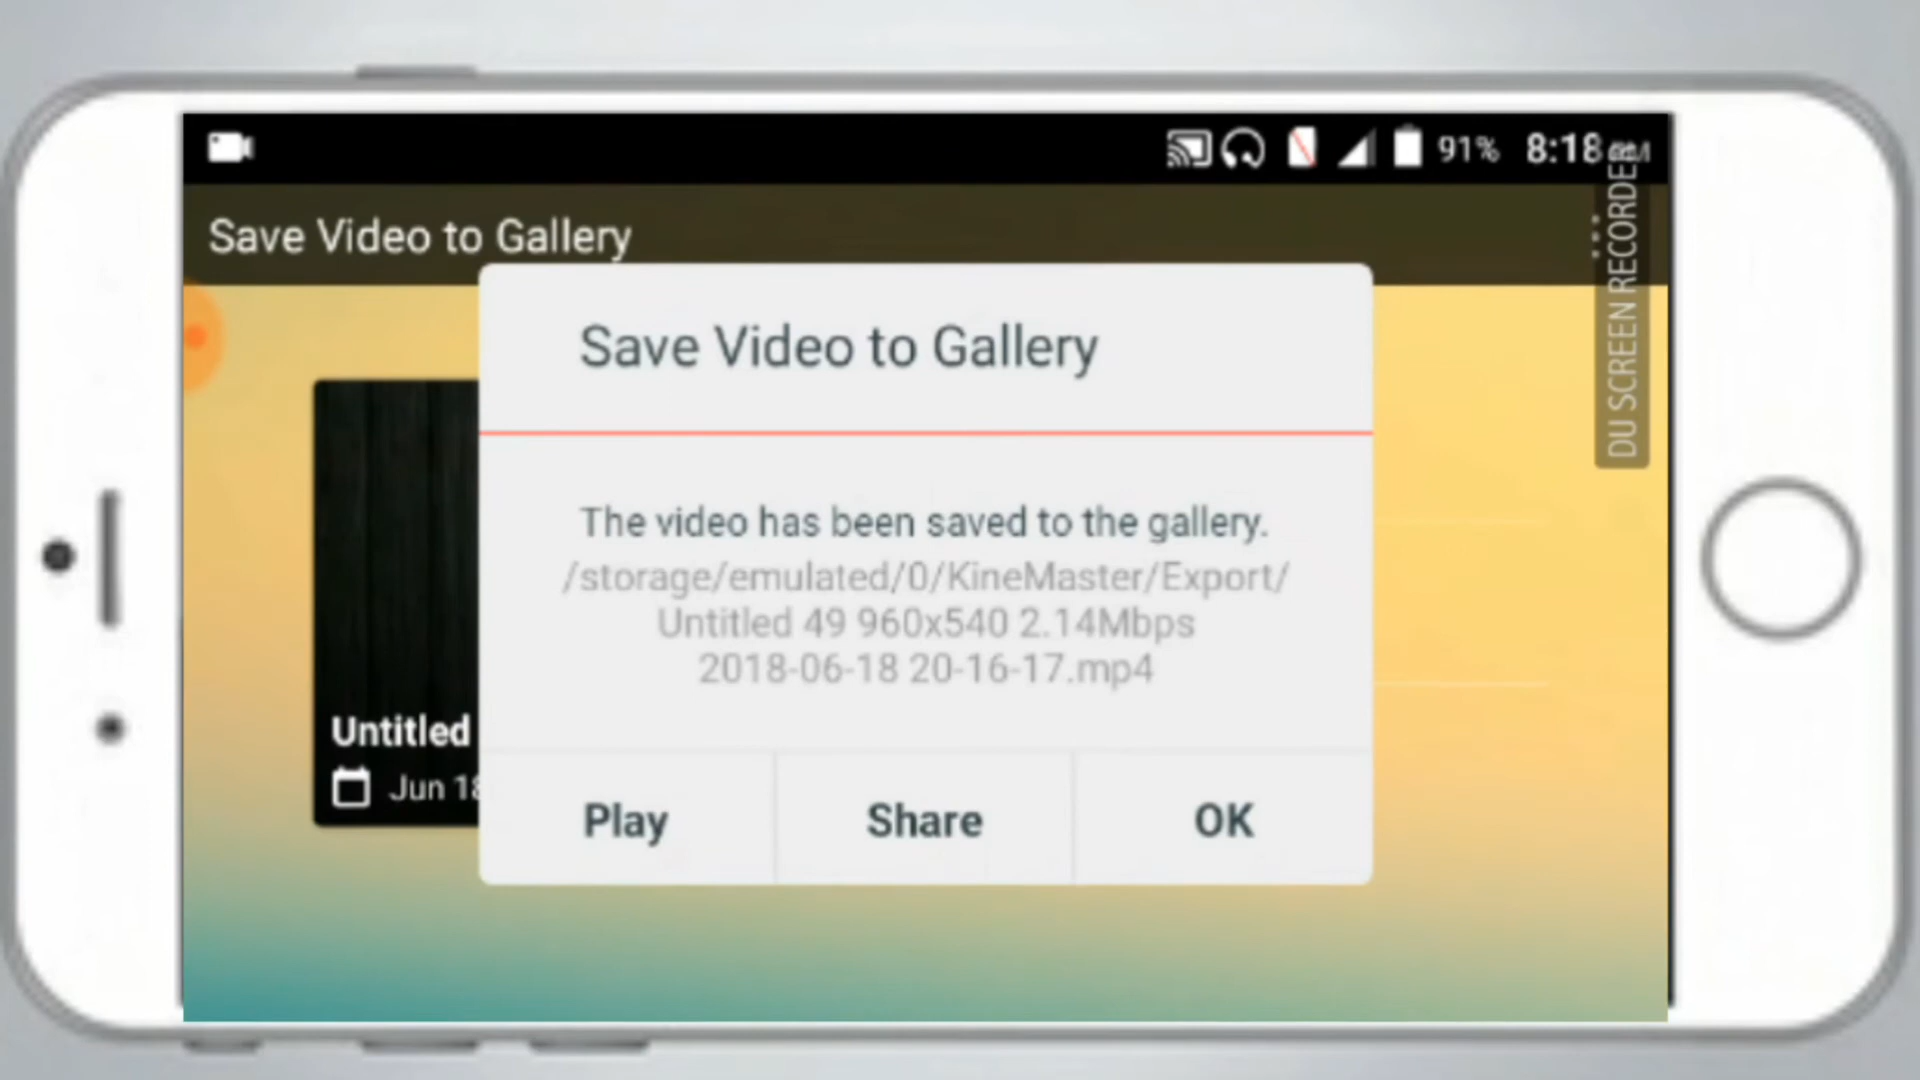 91% 8:18
Save Video to Gallery
DU SCREEN RECORDER
Save Video to Gallery
The video has been saved to the gallery.
/storage/emulated/0/KineMaster/Export/
Untitled 49 960x540 2.14Mbps
2018-06-18 20-16-17.mp4
Untitled
Jun 18
Play Share OK